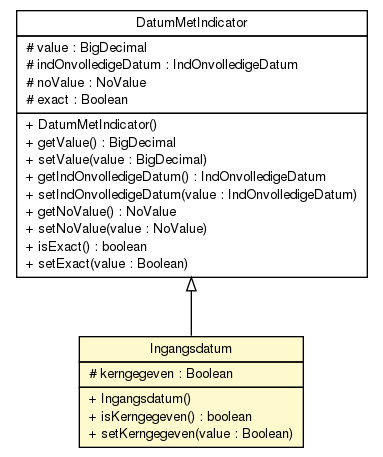 DatumMetIndicator
# value : BigDecimal
# indOnvolledigeDatum : IndOnvolledigeDatum
# noValue : NoValue
# exact : Boolean
+ DatumMetIndicator()
+ getValue() : BigDecimal
+ setValue(value : BigDecimal)
+ getIndOnvolledigeDatum() : IndOnvolledigeDatum
+ setIndOnvolledigeDatum(value : IndOnvolledigeDatum)
+ getNoValue() : NoValue
+ setNoValue(value : NoValue)
+ isExact() : boolean
+ setExact(value : Boolean)
Ingangsdatum
# kerngegeven : Boolean
+ Ingangsdatum()
+ isKerngegeven() : boolean
+ setKerngegeven(value : Boolean)